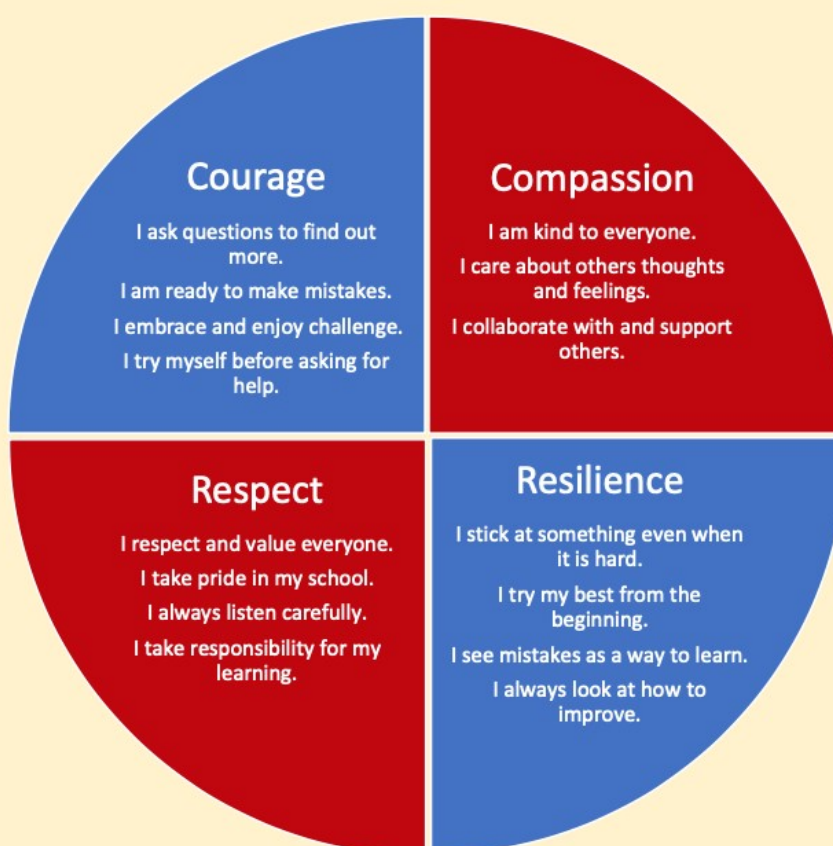 Courage
I ask questions to find out
more.
I am ready to make mistakes.
I embrace and enjoy challenge.
I try myself before asking for
help.
Compassion
I am kind to everyone.
I care about others thoughts
and feelings.
I collaborate with and support
others.
Respect
I respect and value everyone.
I take pride in my school.
I always listen carefully.
I take responsibility for my
learning.
Resilience
I stick at something even when
it is hard.
I try my best from the
beginning.
I see mistakes as a way to learn.
I always look at how to
improve.